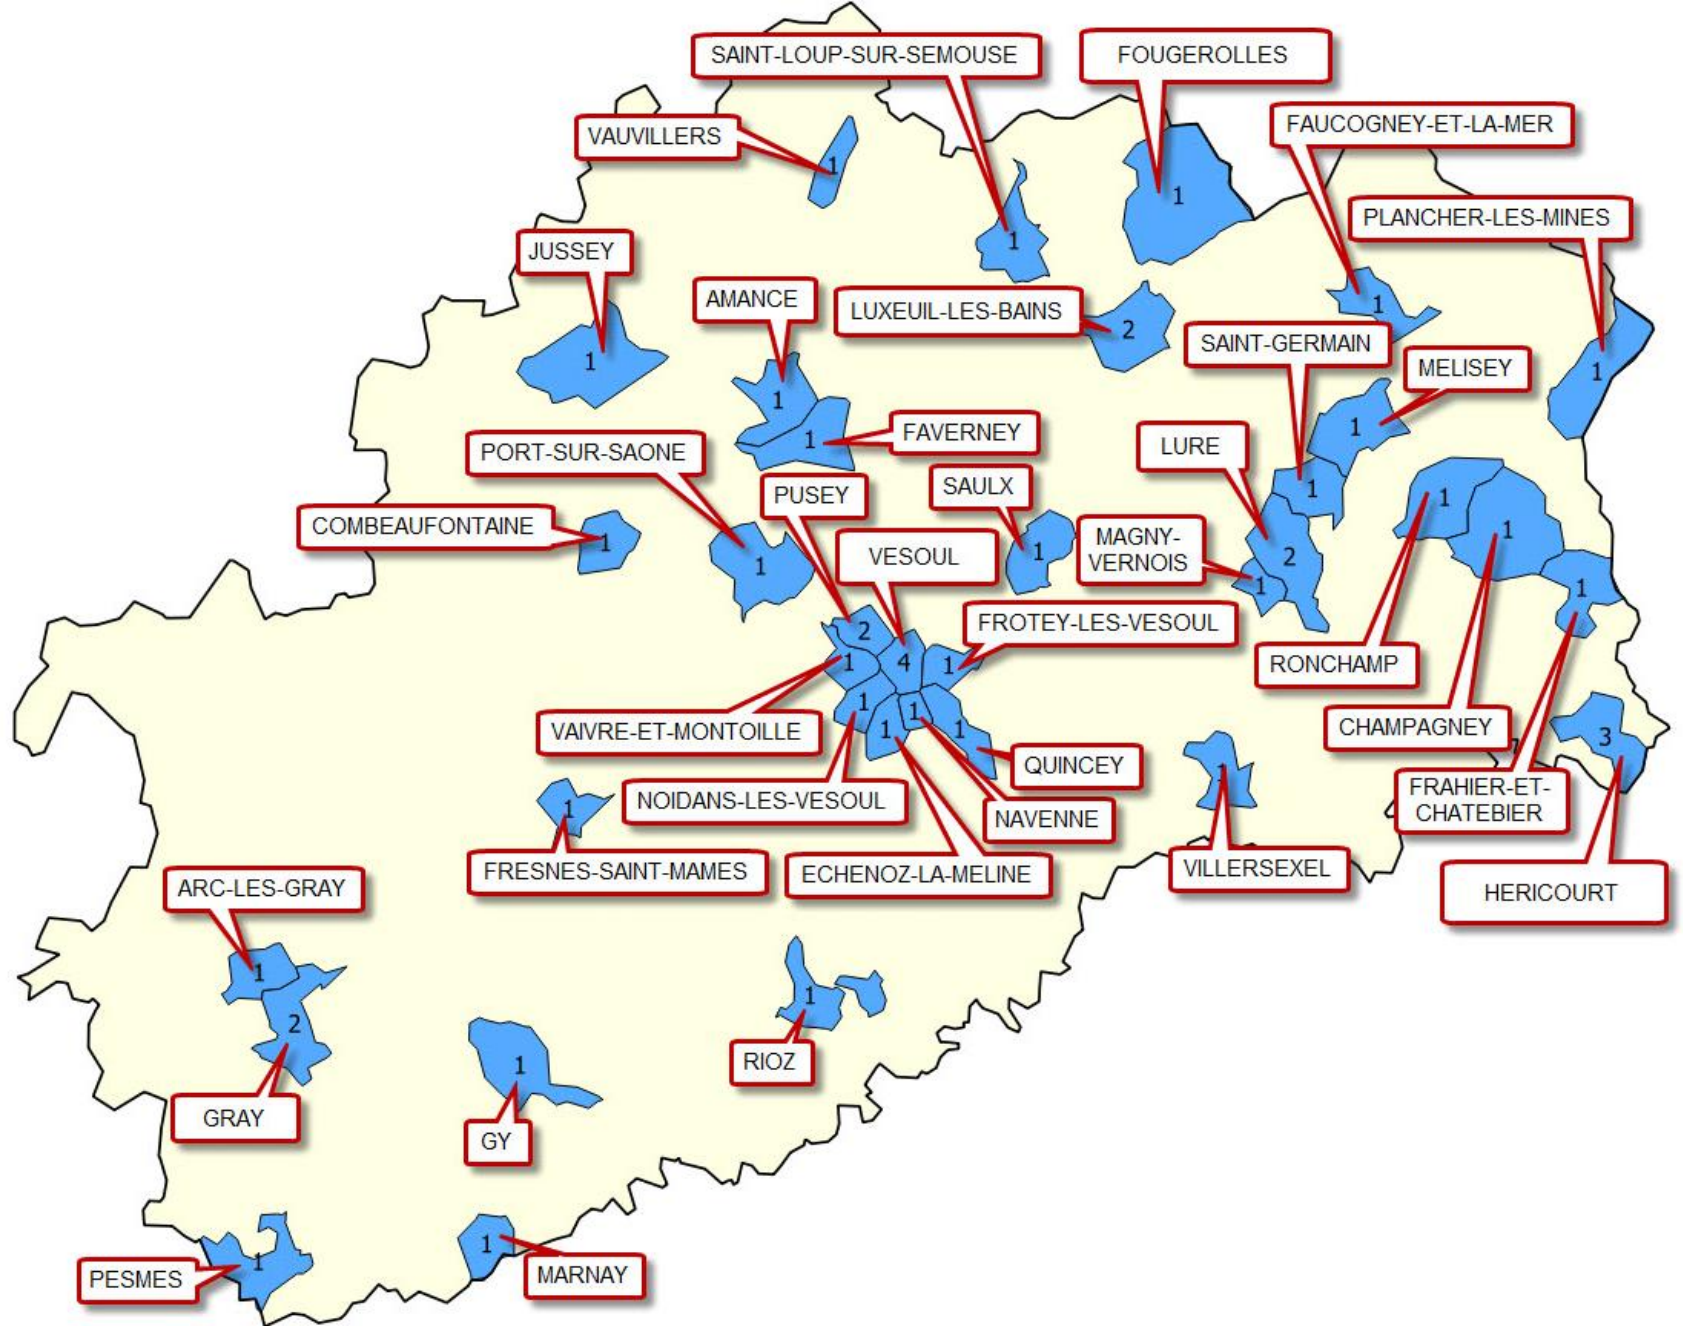 SAINT-LOUP-SUR-SEMOUSE
FOUGEROLLES
FAUCOGNEY-ET-LA-MER
VAUVILLERS
1
1
PLANCHER-LES-MINES
1
JUSSEY
AMANCE
LUXEUIL-LES-BAINS
1
2
SAINT-GERMAIN
MELISEY
1
1
1
1
1
FAVERNEY
LURE
PORT-SUR-SAONE
PUSEY
SAULX
1
1
COMBEAUFONTAINE
1
1
VESOUL
1
MAGNY-
VERNOIS
2
1
1
1
2
FROTEY-LES-VESOUL
1
4
1
RONCHAMP
VAIVRE-ET-MONTOILLE
1
1
1
1
CHAMPAGNEY
3
QUINCEY
1
NOIDANS-LES-VESOUL
1
NAVENNE
FRAHIER-ET-
CHATEBIER
FRESNES-SAINT-MAMES
ECHENOZ-LA-MELINE
VILLERSEXEL
HERICOURT
ARC-LES-GRAY
1
1
2
RIOZ
1
GRAY
GY
1
1
PESMES
MARNAY